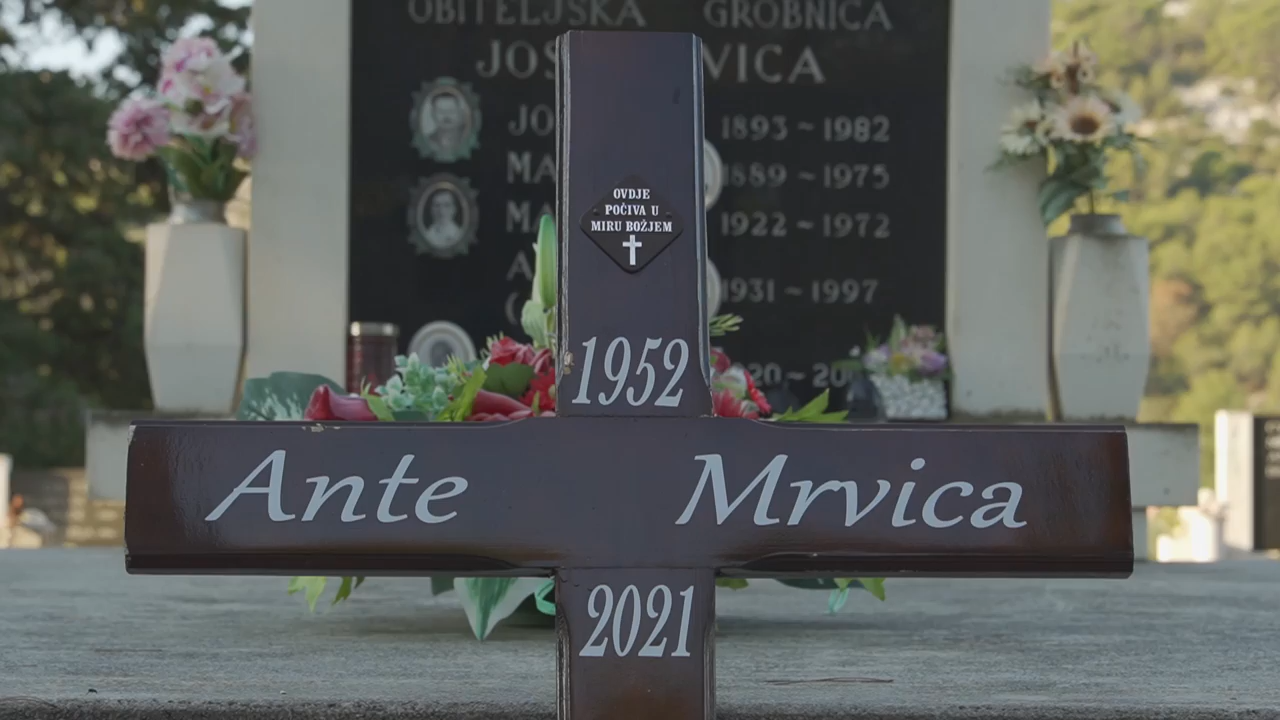 OBITELJSKA GROBNICA
VICA
1893 ~ 1982
1889 ~ 1975
1922 ~ 1972
1931 ~ 1997
OVDJE
POČIVA U
MIRU BOŽJEM
1952
Ante Mrvica
2021